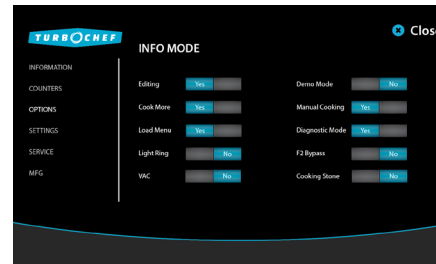 TURBOCHEF
Close
INFO MODE
INFORMATION
COUNTERS
OPTIONS
SETTINGS
SERVICE
MFG
Editing Yes
Cook More Yes
Load Menu Yes
Light Ring No
VAC No
Demo Mode No
Manual Cooking Yes
Diagnostic Mode Yes
F2 Bypass No
Cooking Stone No